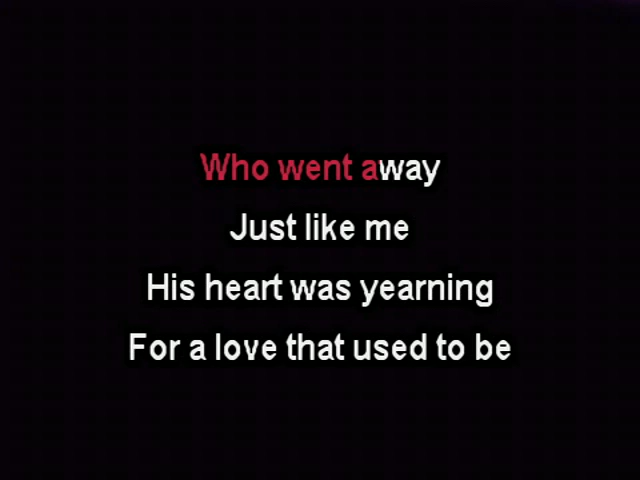 Who went away
Just like me
His heart was yearning
For a love that used to be